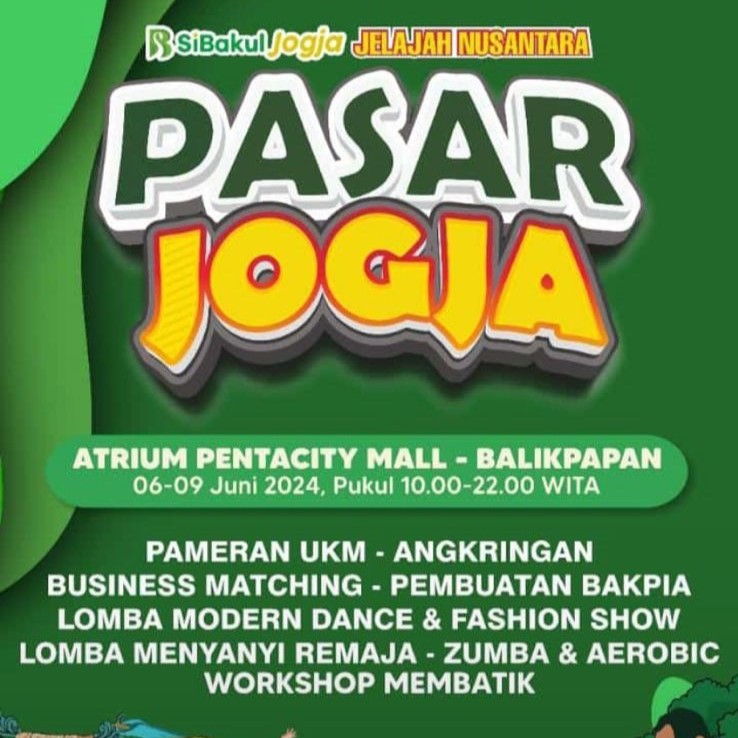 SiBakul Jogja JELAJAH NUSANTARA
PASAR
JOGJA
ATRIUM PENTACITY MALL - BALIKPAPAN
06-09 Juni 2024, Pukul 10.00-22.00 WITA
PAMERAN UKM - ANGKRINGAN
BUSINESS MATCHING - PEMBUATAN BAKPIA
LOMBA MODERN DANCE & FASHION SHOW
LOMBA MENYANYI REMAJA - ZUMBA & AEROBIC
WORKSHOP MEMBATIK